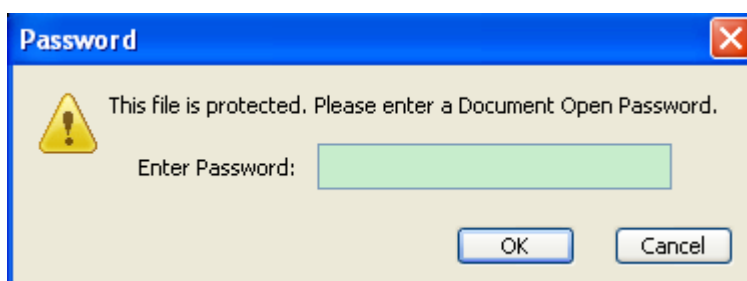 Password
This file is protected. Please enter a Document Open Password.
Enter Password:
OK Cancel